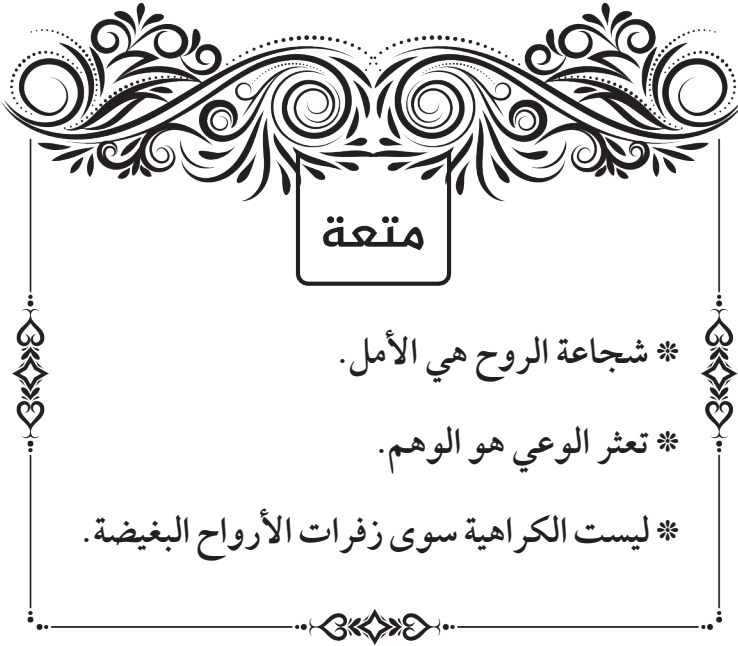 متعة
❊ شجاعة الروح هي الأمل.
❊ تعثر الوعي هو الوهم.
❊ ليست الكراهية سوى زفرات الأرواح البغيضة.